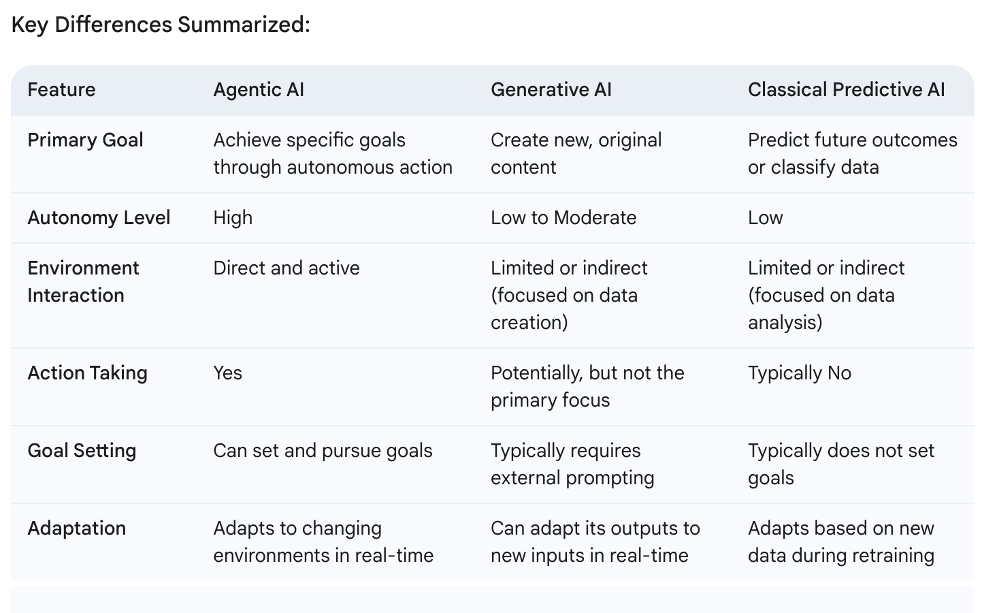 Key Differences Summarized:
Feature Agentic AI Generative AI Classical Predictive AI
Primary Goal Achieve specific goals Create new, original Predict future outcomes
through autonomous action content or classify data
Autonomy Level High Low to Moderate Low
Environment Direct and active Limited or indirect Limited or indirect
Interaction (focused on data (focused on data
creation) analysis)
Action Taking Yes Potentially, but not the Typically No
primary focus
Goal Setting Can set and pursue goals Typically requires Typically does not set
external prompting goals
Adaptation Adapts to changing Can adapt its outputs to Adapts based on new
environments in real-time new inputs in real-time data during retraining